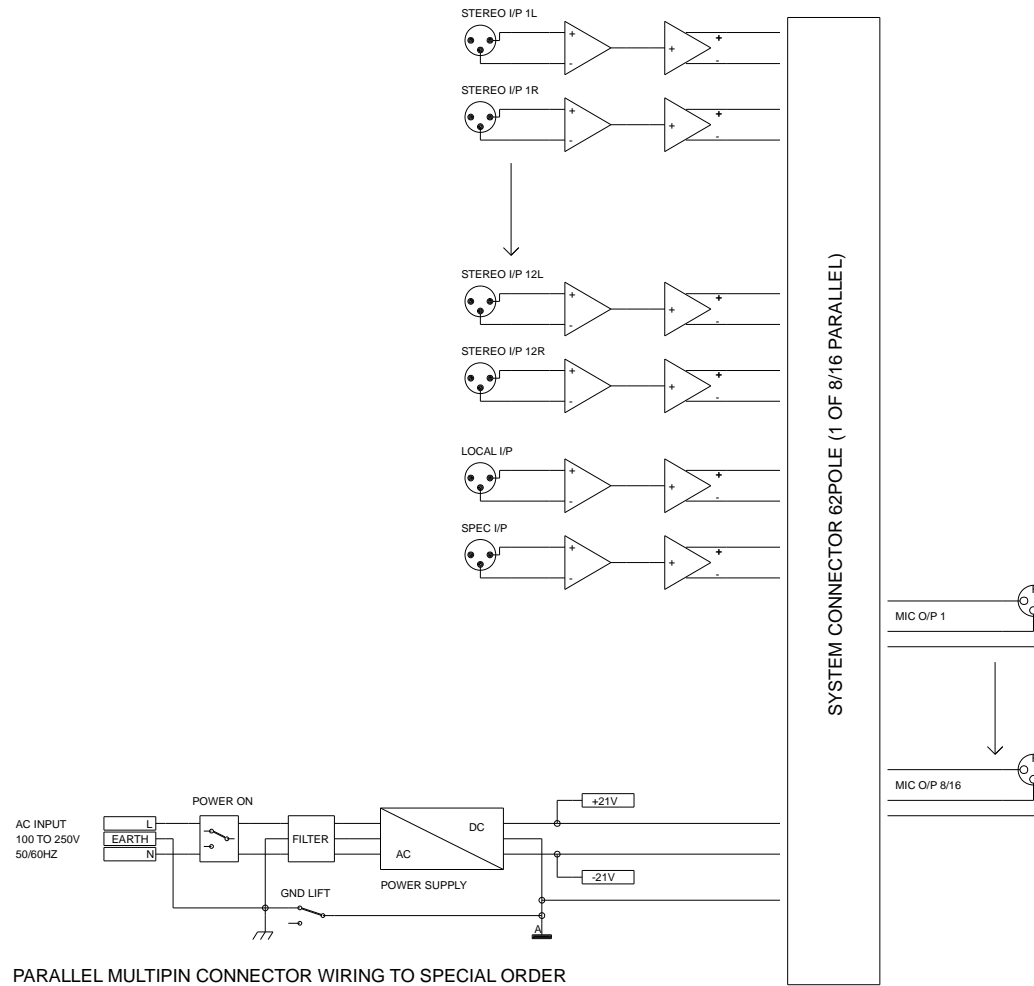 STEREO I/P 1L
+
-
+
+
-
STEREO I/P 1R
+
-
+
+
-
STEREO I/P 12L
+
-
+
+
-
STEREO I/P 12R
+
-
+
+
-
LOCAL I/P
+
-
+
+
-
SPEC I/P
+
-
+
+
-
SYSTEM CONNECTOR 62POLE (1 OF 8/16 PARALLEL)
MIC O/P 1
MIC O/P 8/16
POWER ON
+21V
AC INPUT
100 TO 250V
50/60HZ
L
EARTH
N
FILTER
DC
AC
POWER SUPPLY
-21V
GND LIFT
A
PARALLEL MULTIPIN CONNECTOR WIRING TO SPECIAL ORDER